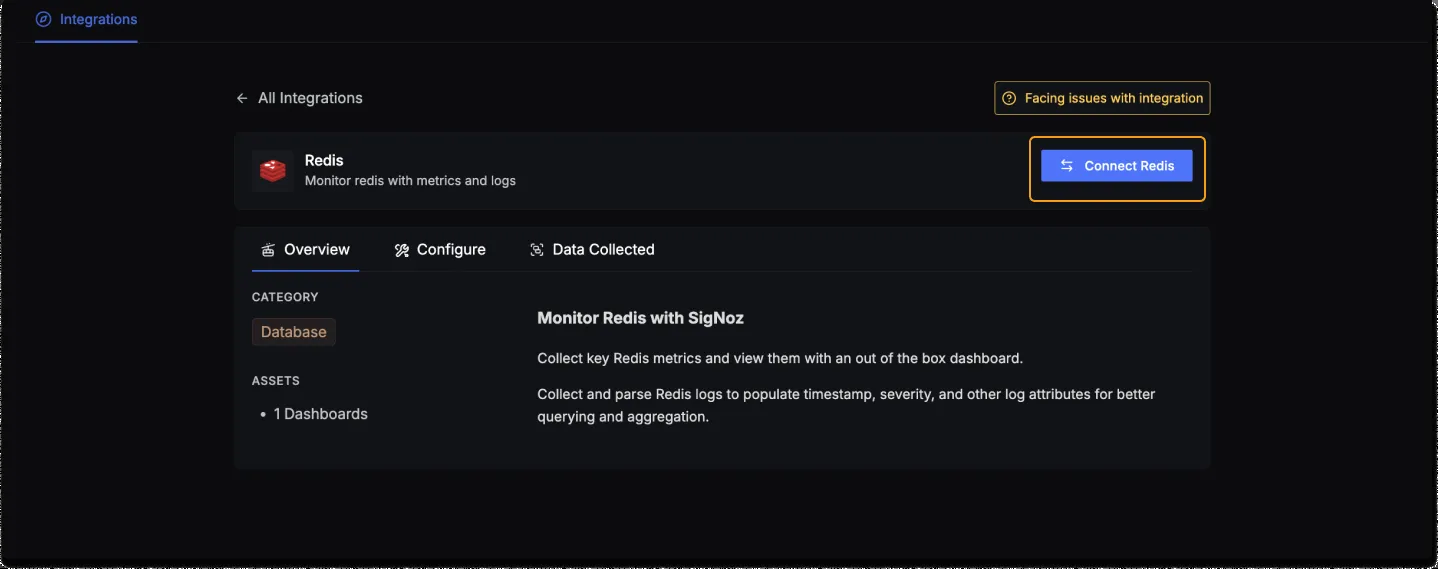 Integrations
All Integrations
Facing issues with integration
Redis
Monitor redis with metrics and logs
Connect Redis
Overview
Configure
Data Collected
CATEGORY
Database
ASSETS
• 1 Dashboards
Monitor Redis with SigNoz
Collect key Redis metrics and view them with an out of the box dashboard.
Collect and parse Redis logs to populate timestamp, severity, and other log attributes for better
querying and aggregation.